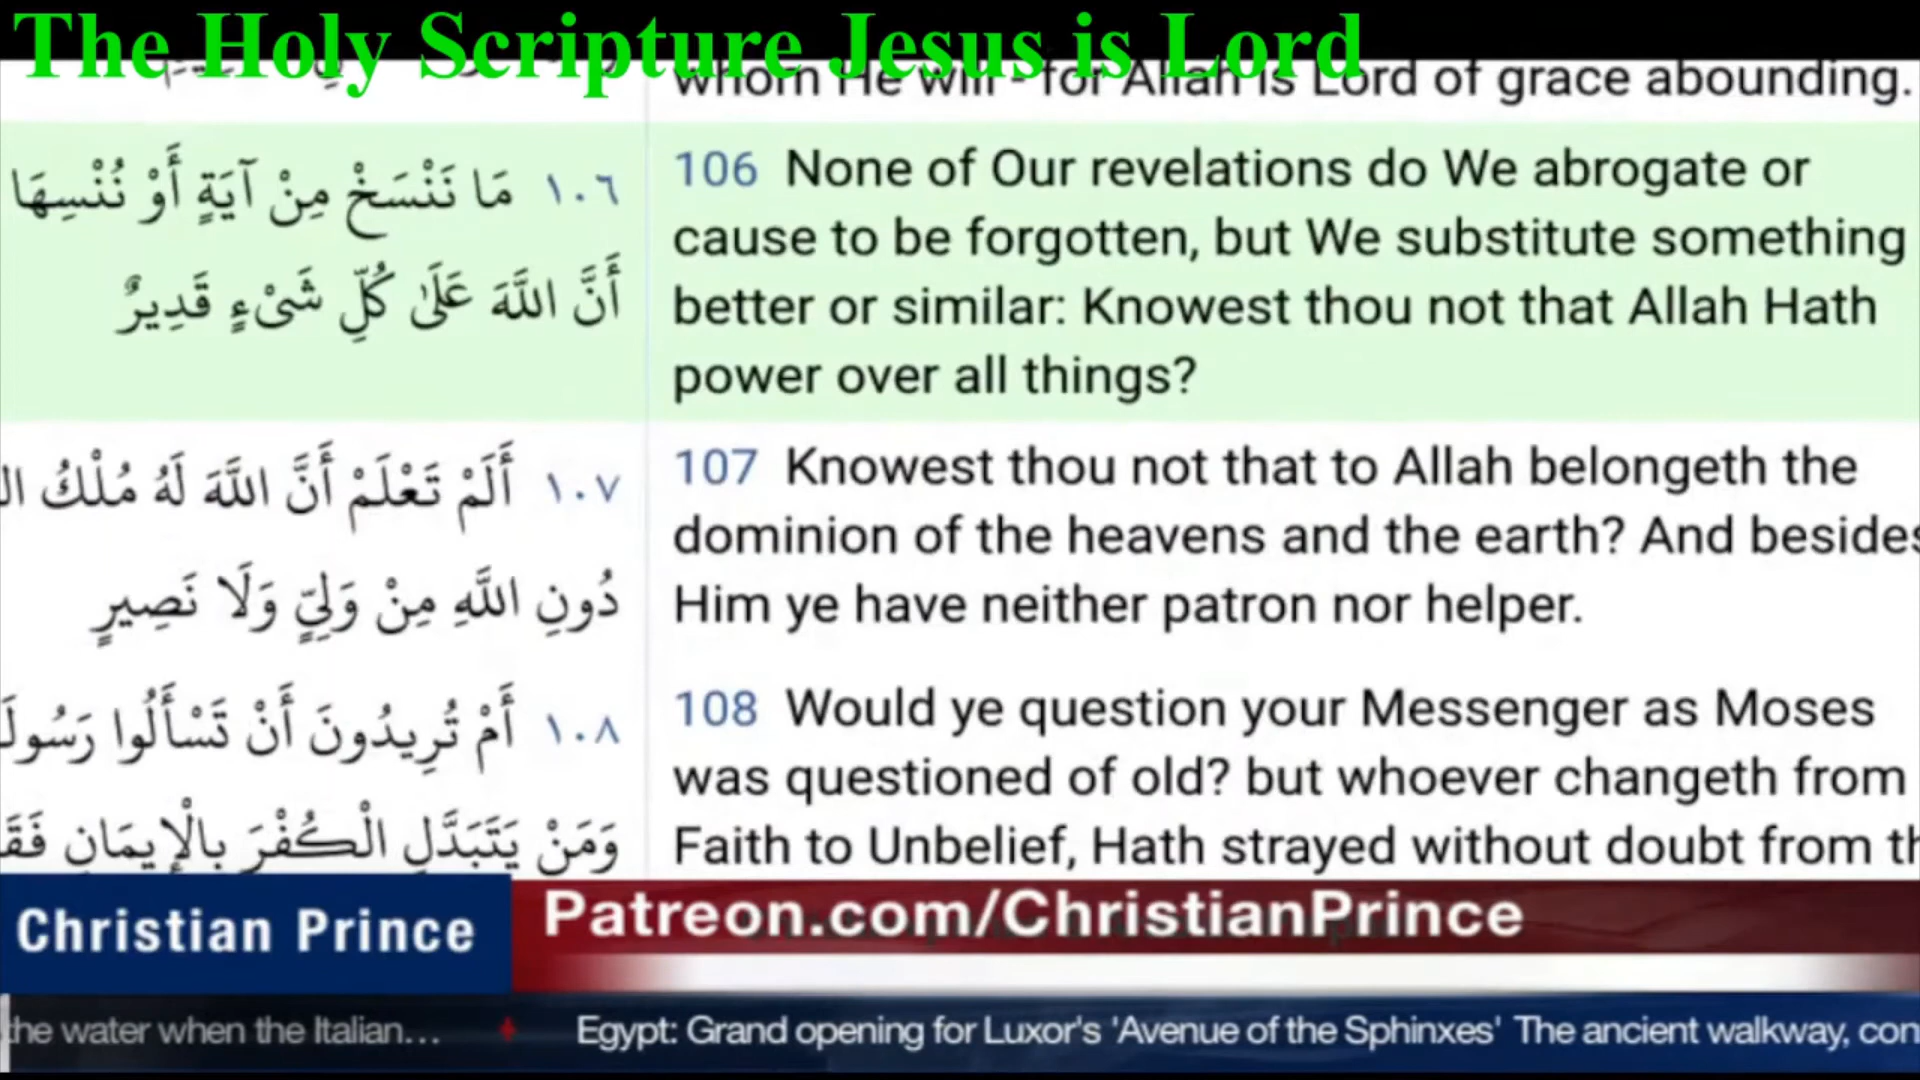 The Holy Scripture Jesus is Lord
whom He will - for Allah is Lord of grace abounding.
١٠٦ مَا نَنْسَخْ مِنْ آيَةٍ أَوْ نُنْسِهَا
أَنَّ اللَّهَ عَلَىٰ كُلِّ شَيْءٍ قَدِيرٌ
106 None of Our revelations do We abrogate or
cause to be forgotten, but We substitute something
better or similar: Knowest thou not that Allah Hath
power over all things?
١٠٧ أَلَمْ تَعْلَمْ أَنَّ اللَّهَ لَهُ مُلْكُ
دُونِ اللَّهِ مِنْ وَلِيٍّ وَلَا نَصِيرٍ
107 Knowest thou not that to Allah belongeth the
dominion of the heavens and the earth? And besides
Him ye have neither patron nor helper.
١٠٨ أَمْ تُرِيدُونَ أَنْ تَسْأَلُوا
وَمَنْ يَتَبَدَّلِ الْكُفْرَ بِالْإِيمَانِ
108 Would ye question your Messenger as Moses
was questioned of old? but whoever changeth from
Faith to Unbelief, Hath strayed without doubt from
Christian Prince
Patreon.com/ChristianPrince
the water when the Italian...
Egypt: Grand opening for Luxor's 'Avenue of the Sphinxes' The ancient walkway,